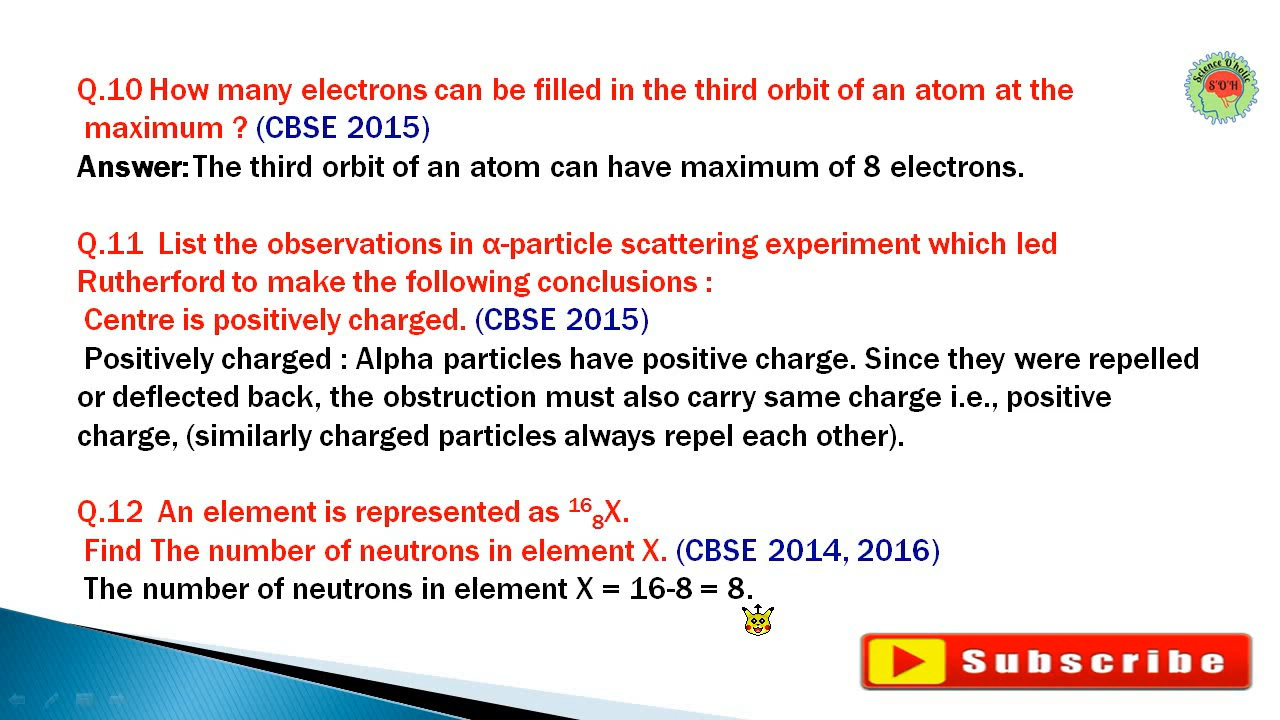 Science O'holic
S'O'H
Q.10 How many electrons can be filled in the third orbit of an atom at the
maximum ? (CBSE 2015)
Answer:The third orbit of an atom can have maximum of 8 electrons.
Q.11 List the observations in α-particle scattering experiment which led
Rutherford to make the following conclusions :
Centre is positively charged. (CBSE 2015)
Positively charged : Alpha particles have positive charge. Since they were repelled
or deflected back, the obstruction must also carry same charge i.e., positive
charge, (similarly charged particles always repel each other).
Q.12 An element is represented as ¹⁶₈X.
Find The number of neutrons in element X. (CBSE 2014, 2016)
The number of neutrons in element X = 16-8 = 8.
Subscribe